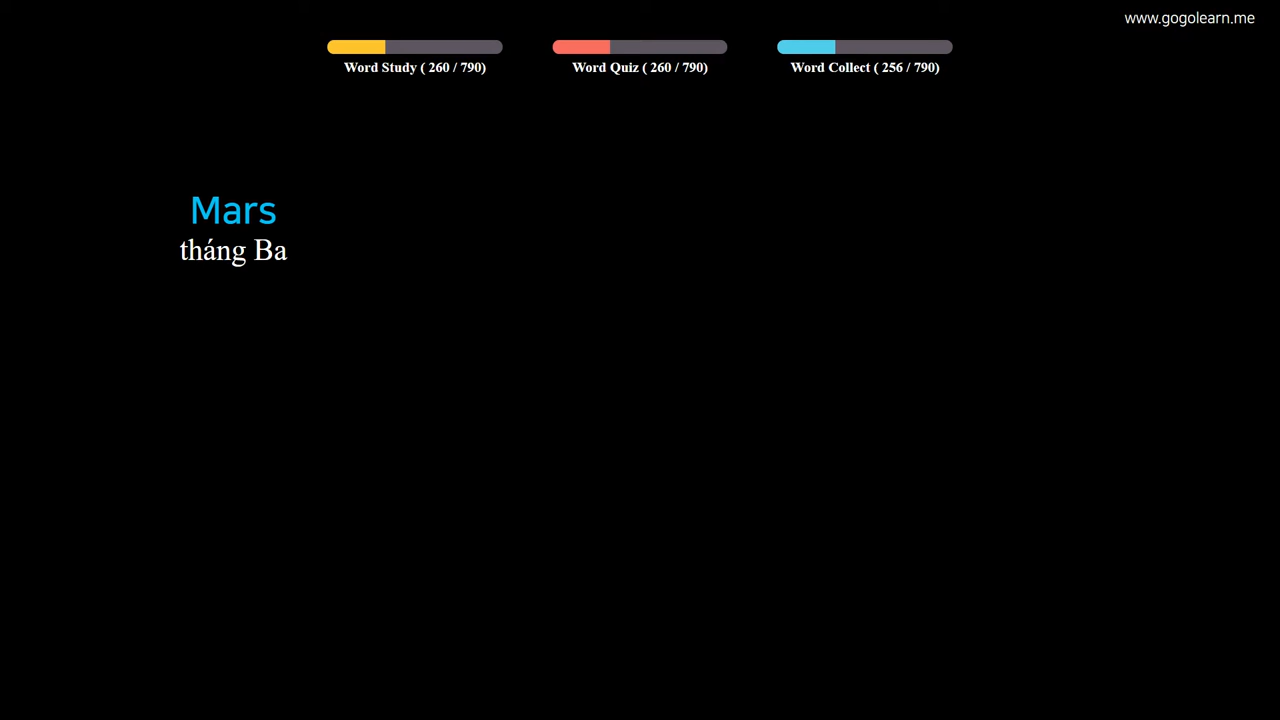 www.gogolearn.me
Word Study ( 260 / 790)
Word Quiz ( 260 / 790)
Word Collect ( 256 / 790)
Mars
tháng Ba